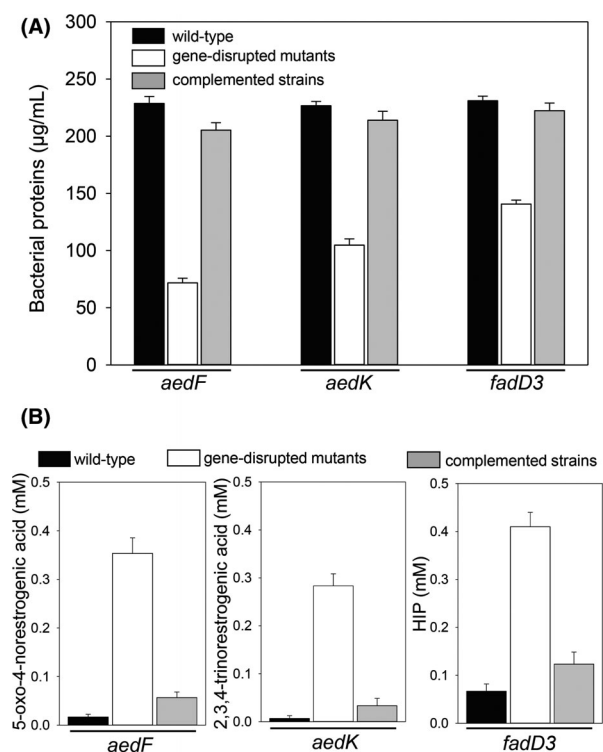 (A)
300
250
200
150
100
50
0
Bacterial proteins (µg/mL)
wild-type
gene-disrupted mutants
complemented strains
aedF aedK fadD3
(B)
wild-type gene-disrupted mutants complemented strains
5-oxo-4-norestrogenic acid (mM)
0.5
0.4
0.3
0.2
0.1
0.0
aedF
2,3,4-trinorestrogenic acid (mM)
0.5
0.4
0.3
0.2
0.1
0.0
aedK
HIP (mM)
0.5
0.4
0.3
0.2
0.1
0.0
fadD3